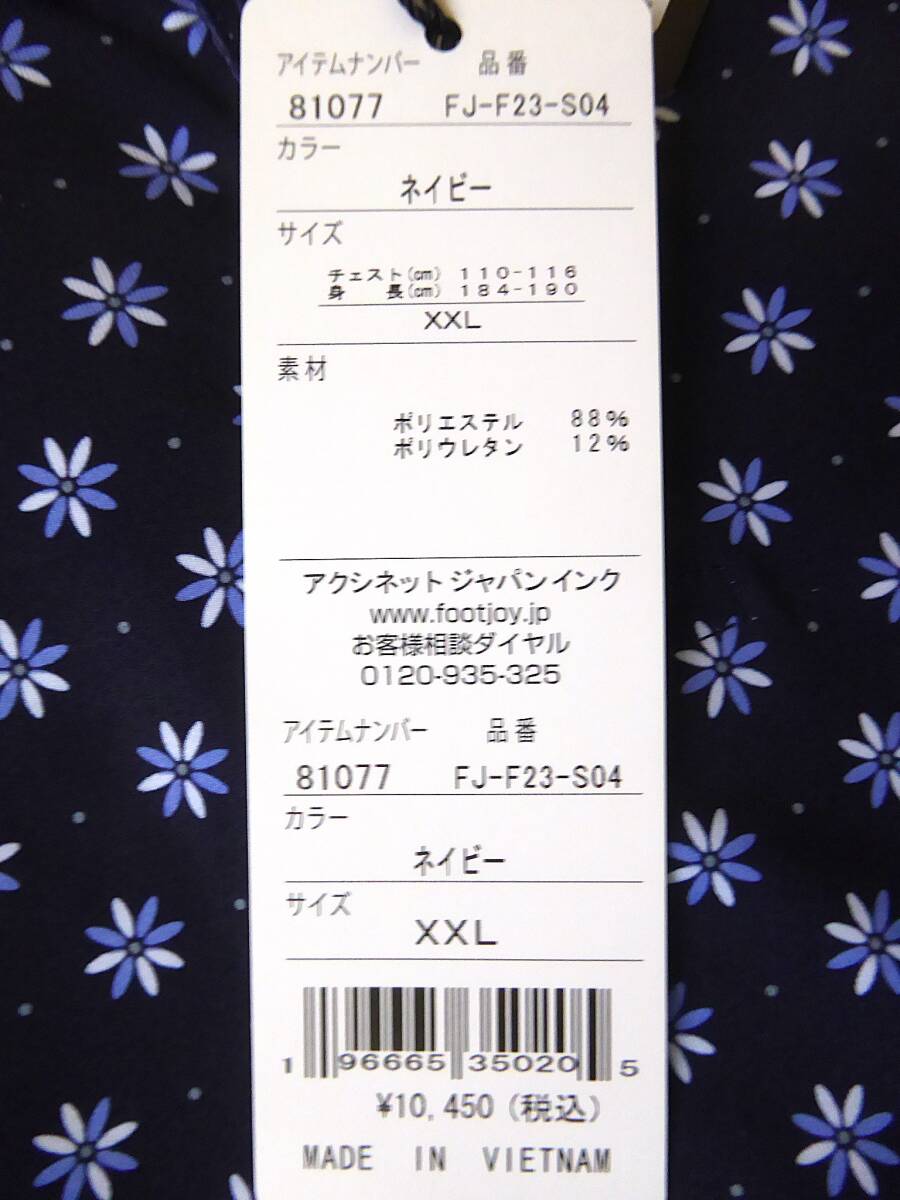 アイテムナンバー 品番
81077 FJ-F23-S04
カラー
ネイビー
サイズ
チェスト(cm) 110-116
身 長(cm) 184-190
XXL
素材
ポリエステル 88%
ポリウレタン 12%
アクシネット ジャパン インク
www.footjoy.jp
お客様相談ダイヤル
0120-935-325
アイテムナンバー 品番
81077 FJ-F23-S04
カラー
ネイビー
サイズ
XXL
1 96665 35020 5
¥10,450 (税込)
MADE IN VIETNAM